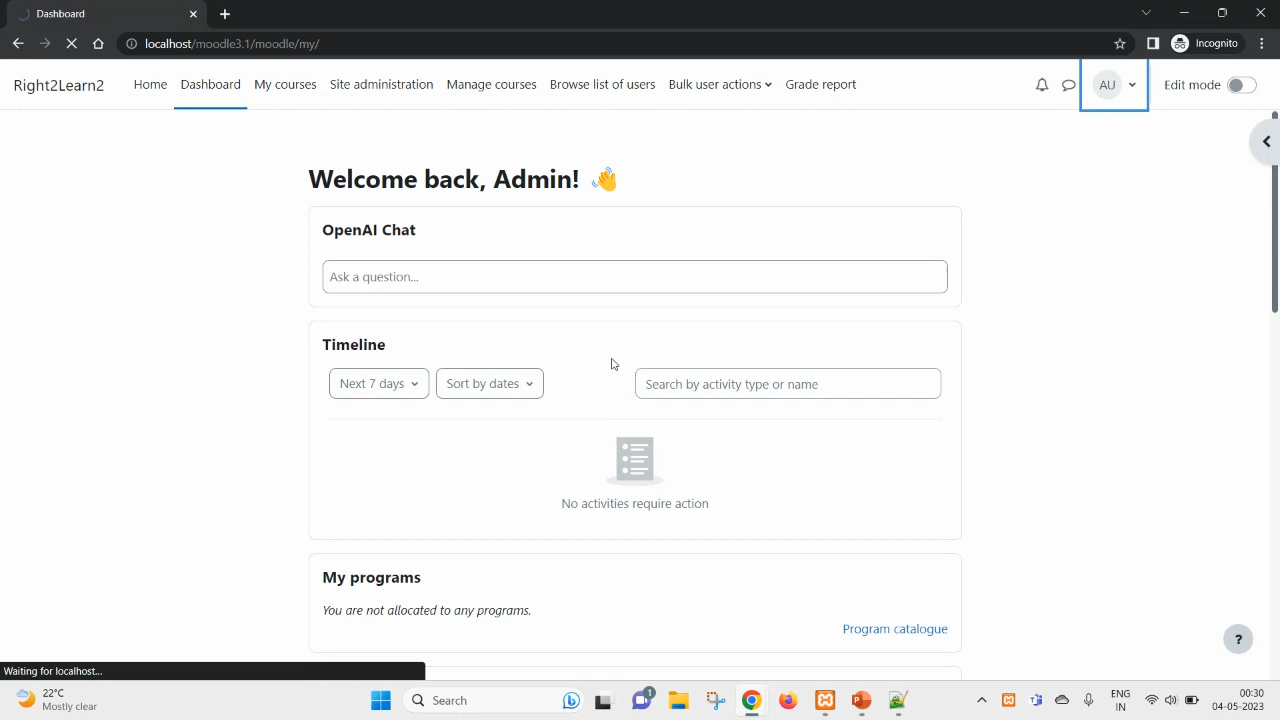 Dashboard
localhost/moodle3.1/moodle/my/
Incognito
Right2Learn2
Home
Dashboard
My courses
Site administration
Manage courses
Browse list of users
Bulk user actions
Grade report
AU
Edit mode
Welcome back, Admin! 👋
OpenAI Chat
Ask a question...
Timeline
Next 7 days
Sort by dates
Search by activity type or name
No activities require action
My programs
You are not allocated to any programs.
Program catalogue
?
Waiting for localhost...
22°C
Mostly clear
Search
1
ENG
IN
00:30
04-05-2023